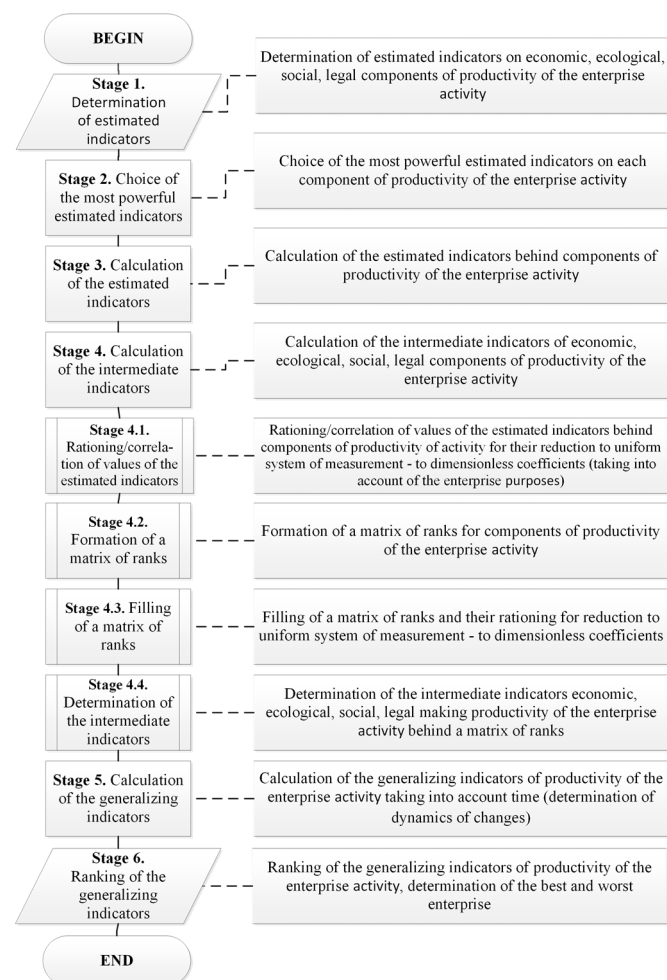 BEGIN
Determination of estimated indicators on economic, ecological,
social, legal components of productivity of the enterprise
activity
Stage 1.
Determination
of estimated
indicators
Choice of the most powerful estimated indicators on each
component of productivity of the enterprise activity
Stage 2. Choice of
the most powerful
estimated indicators
Calculation of the estimated indicators behind components of
productivity of the enterprise activity
Stage 3. Calculation
of the estimated
indicators
Calculation of the intermediate indicators of economic,
ecological, social, legal components of productivity of the
enterprise activity
Stage 4. Calculation
of the intermediate
indicators
Stage 4.1.
Rationing/correla-
tion of values of the
estimated indicators
Rationing/correlation of values of the estimated indicators behind
components of productivity of activity for their reduction to uniform
system of measurement - to dimensionless coefficients (taking into
account of the enterprise purposes)
Stage 4.2.
Formation of a
matrix of ranks
Formation of a matrix of ranks for components of productivity
of the enterprise activity
Stage 4.3. Filling
of a matrix of
ranks
Filling of a matrix of ranks and their rationing for reduction to
uniform system of measurement - to dimensionless coefficients
Stage 4.4.
Determination of
the intermediate
indicators
Determination of the intermediate indicators economic,
ecological, social, legal making productivity of the enterprise
activity behind a matrix of ranks
Stage 5. Calculation
of the generalizing
indicators
Calculation of the generalizing indicators of productivity of the
enterprise activity taking into account time (determination of
dynamics of changes)
Stage 6.
Ranking of the
generalizing
indicators
Ranking of the generalizing indicators of productivity of the
enterprise activity, determination of the best and worst
enterprise
END